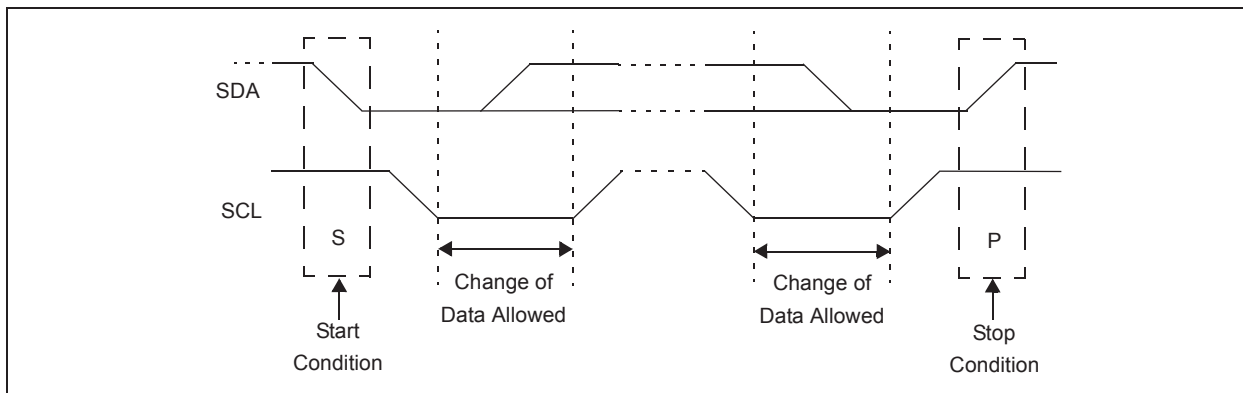 SDA
SCL
S
P
Change of
Data Allowed
Change of
Data Allowed
Start
Condition
Stop
Condition